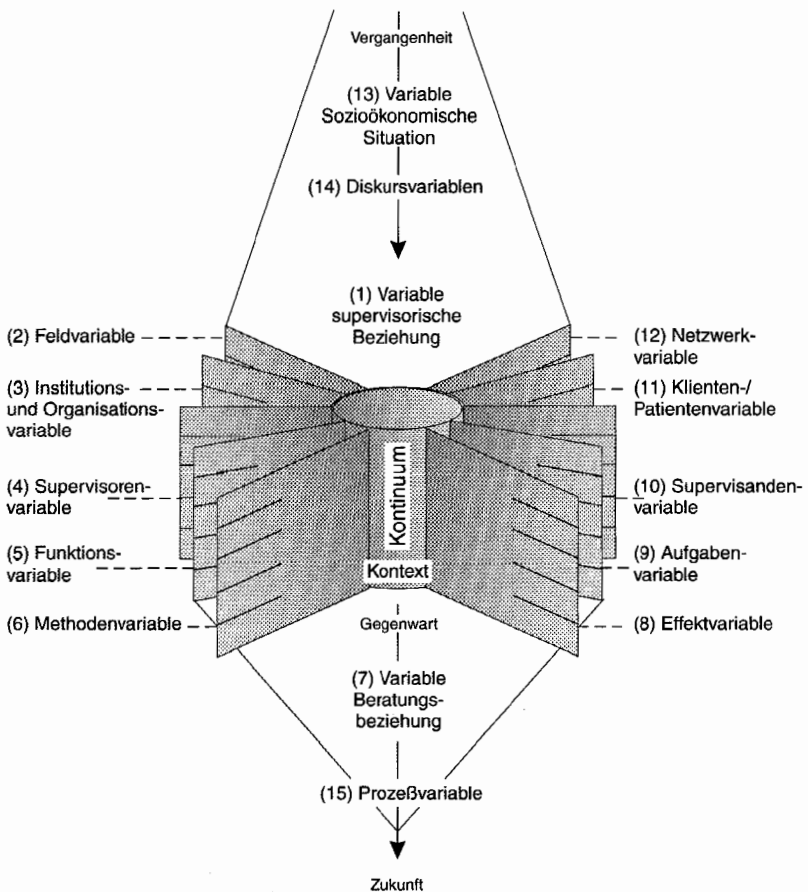 Vergangenheit
(13) Variable
Sozioökonomische
Situation
(14) Diskursvariablen
(1) Variable
supervisorische
Beziehung
(2) Feldvariable
(3) Institutions-
und Organisations-
variable
(4) Supervisoren-
variable
(5) Funktions-
variable
(6) Methodenvariable
(12) Netzwerk-
variable
(11) Klienten-/
Patientenvariable
(10) Supervisanden-
variable
(9) Aufgaben-
variable
(8) Effektvariable
Kontinuum
Kontext
Gegenwart
(7) Variable
Beratungs-
beziehung
(15) Prozeßvariable
Zukunft